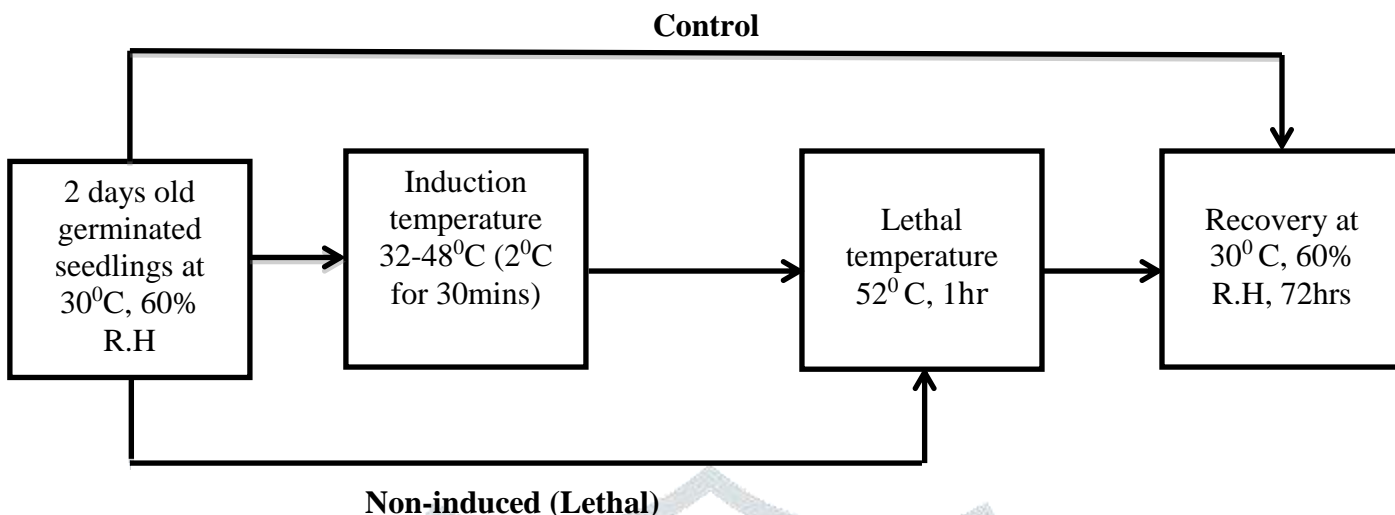 Control
2 days old
germinated
seedlings at
30⁰C, 60%
R.H
Induction
temperature
32-48⁰C (2⁰C
for 30mins)
Lethal
temperature
52⁰ C, 1hr
Recovery at
30⁰ C, 60%
R.H, 72hrs
Non-induced (Lethal)